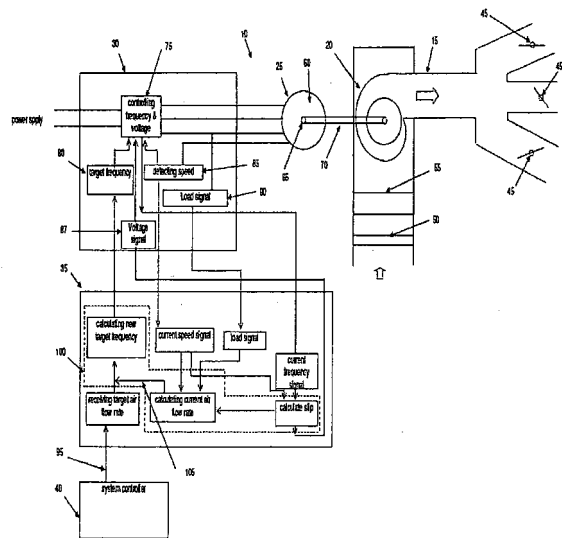 10
45
30
75
25
60
20
15
45
controlling
frequency &
voltage
power spply
80
target frequency
detecting speed
85
65
70
45
Load signal
90
55
87
Voltage
signal
50
35
calculating new
target frequency
current speed signal
load signal
100
current
frequency
signal
receiving target air
flow rate
calculating current air
flow rate
calculate slip
95
105
40
system controller